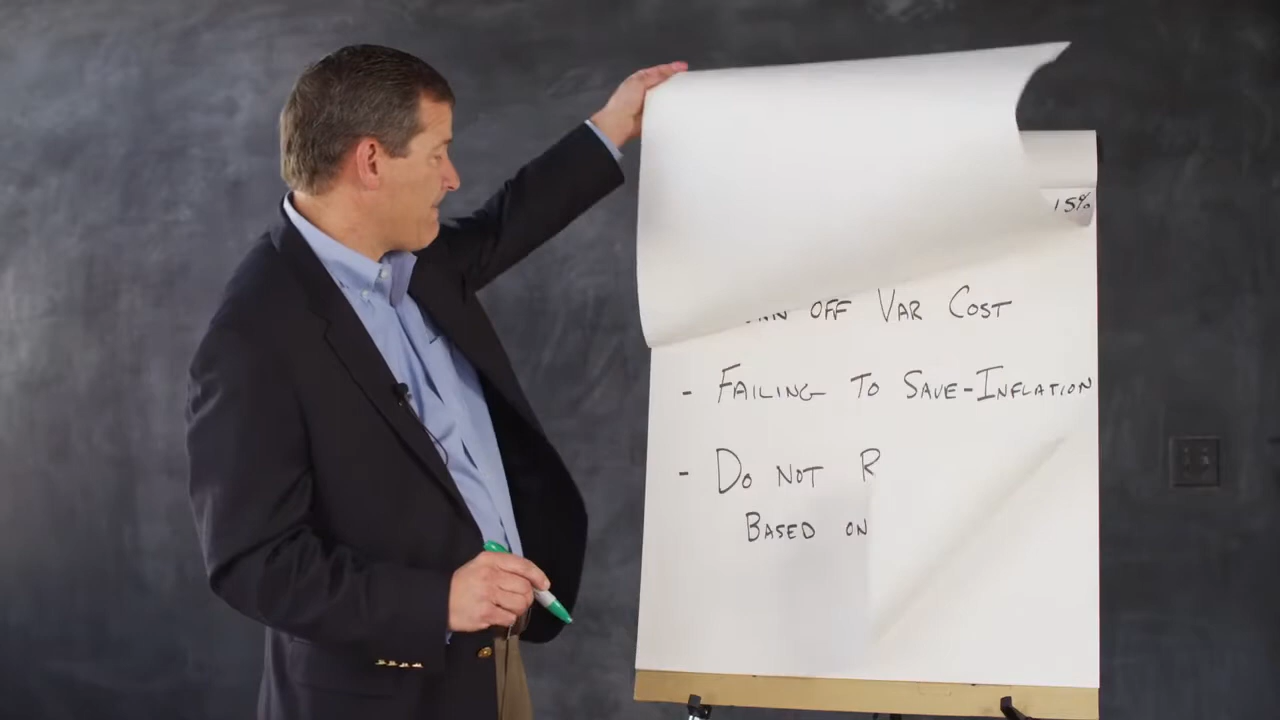 15%
OFF VAR COST
- FAILING TO SAVE-INFLATION
- DO NOT R
BASED ON